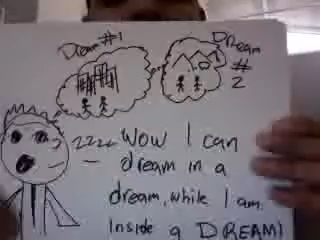 Dream #1
Dream
#
2
zzzz Wow I can
dream in a
dream, while I am
Inside a DREAM!